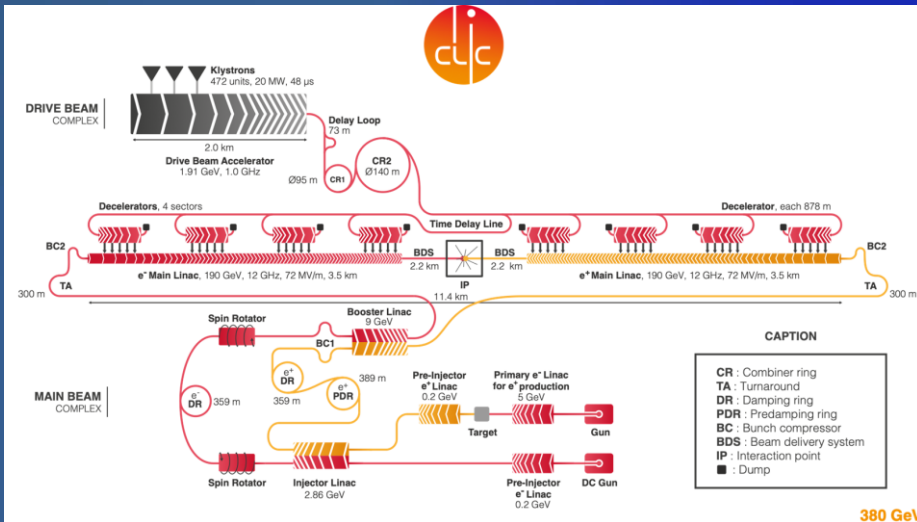 clic
Klystrons
472 units, 20 MW, 48 µs
DRIVE BEAM
COMPLEX
2.0 km
Drive Beam Accelerator
1.91 GeV, 1.0 GHz
Delay Loop
73 m
CR2
Ø140 m
Ø95 m
CR1
Decelerators, 4 sectors
Time Delay Line
Decelerator, each 878 m
BC2
BDS
2.2 km
BDS
2.2 km
BC2
e⁻ Main Linac, 190 GeV, 12 GHz, 72 MV/m, 3.5 km
IP
e⁺ Main Linac, 190 GeV, 12 GHz, 72 MV/m, 3.5 km
TA
TA
300 m
300 m
11.4 km
Booster Linac
9 GeV
Spin Rotator
BC1
e⁺
DR
359 m
e⁺
PDR
389 m
MAIN BEAM
COMPLEX
e⁻
DR
359 m
Pre-Injector
e⁺ Linac
0.2 GeV
Primary e⁻ Linac
for e⁺ production
5 GeV
Target
Gun
Spin Rotator
Injector Linac
2.86 GeV
Pre-Injector
e⁻ Linac
0.2 GeV
DC Gun
CAPTION
CR : Combiner ring
TA : Turnaround
DR : Damping ring
PDR : Predamping ring
BC : Bunch compressor
BDS : Beam delivery system
IP : Interaction point
■ : Dump
380 GeV